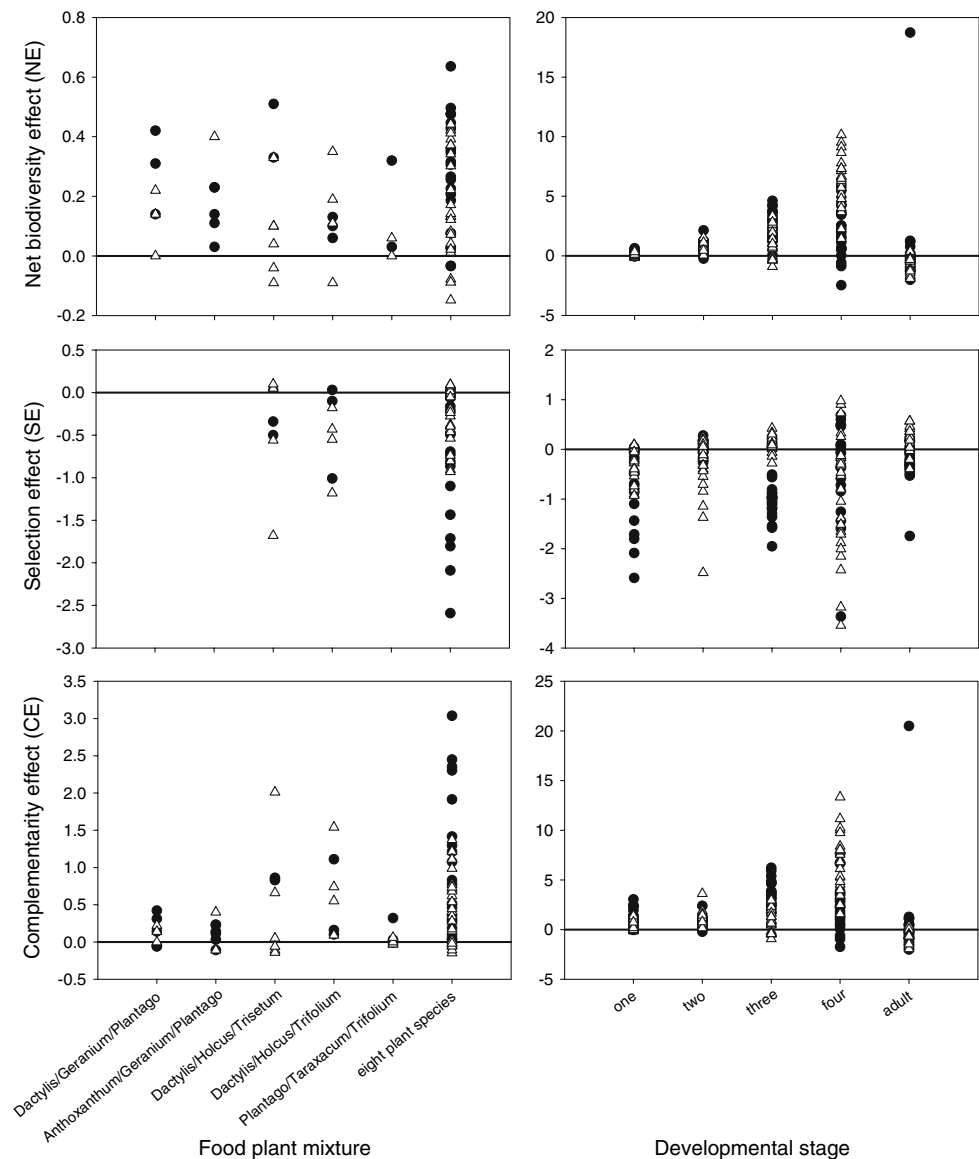 Net biodiversity effect (NE)
0.8
0.6
0.4
0.2
0.0
-0.2
20
15
10
5
0
-5
Selection effect (SE)
0.5
0.0
-0.5
-1.0
-1.5
-2.0
-2.5
-3.0
2
1
0
-1
-2
-3
-4
Complementarity effect (CE)
3.5
3.0
2.5
2.0
1.5
1.0
0.5
0.0
-0.5
25
20
15
10
5
0
-5
Dactylis/Geranium/Plantago
Anthoxanthum/Geranium/Plantago
Dactylis/Holcus/Trisetum
Dactylis/Holcus/Trifolium
Plantago/Taraxacum/Trifolium
eight plant species
one
two
three
four
adult
Food plant mixture
Developmental stage